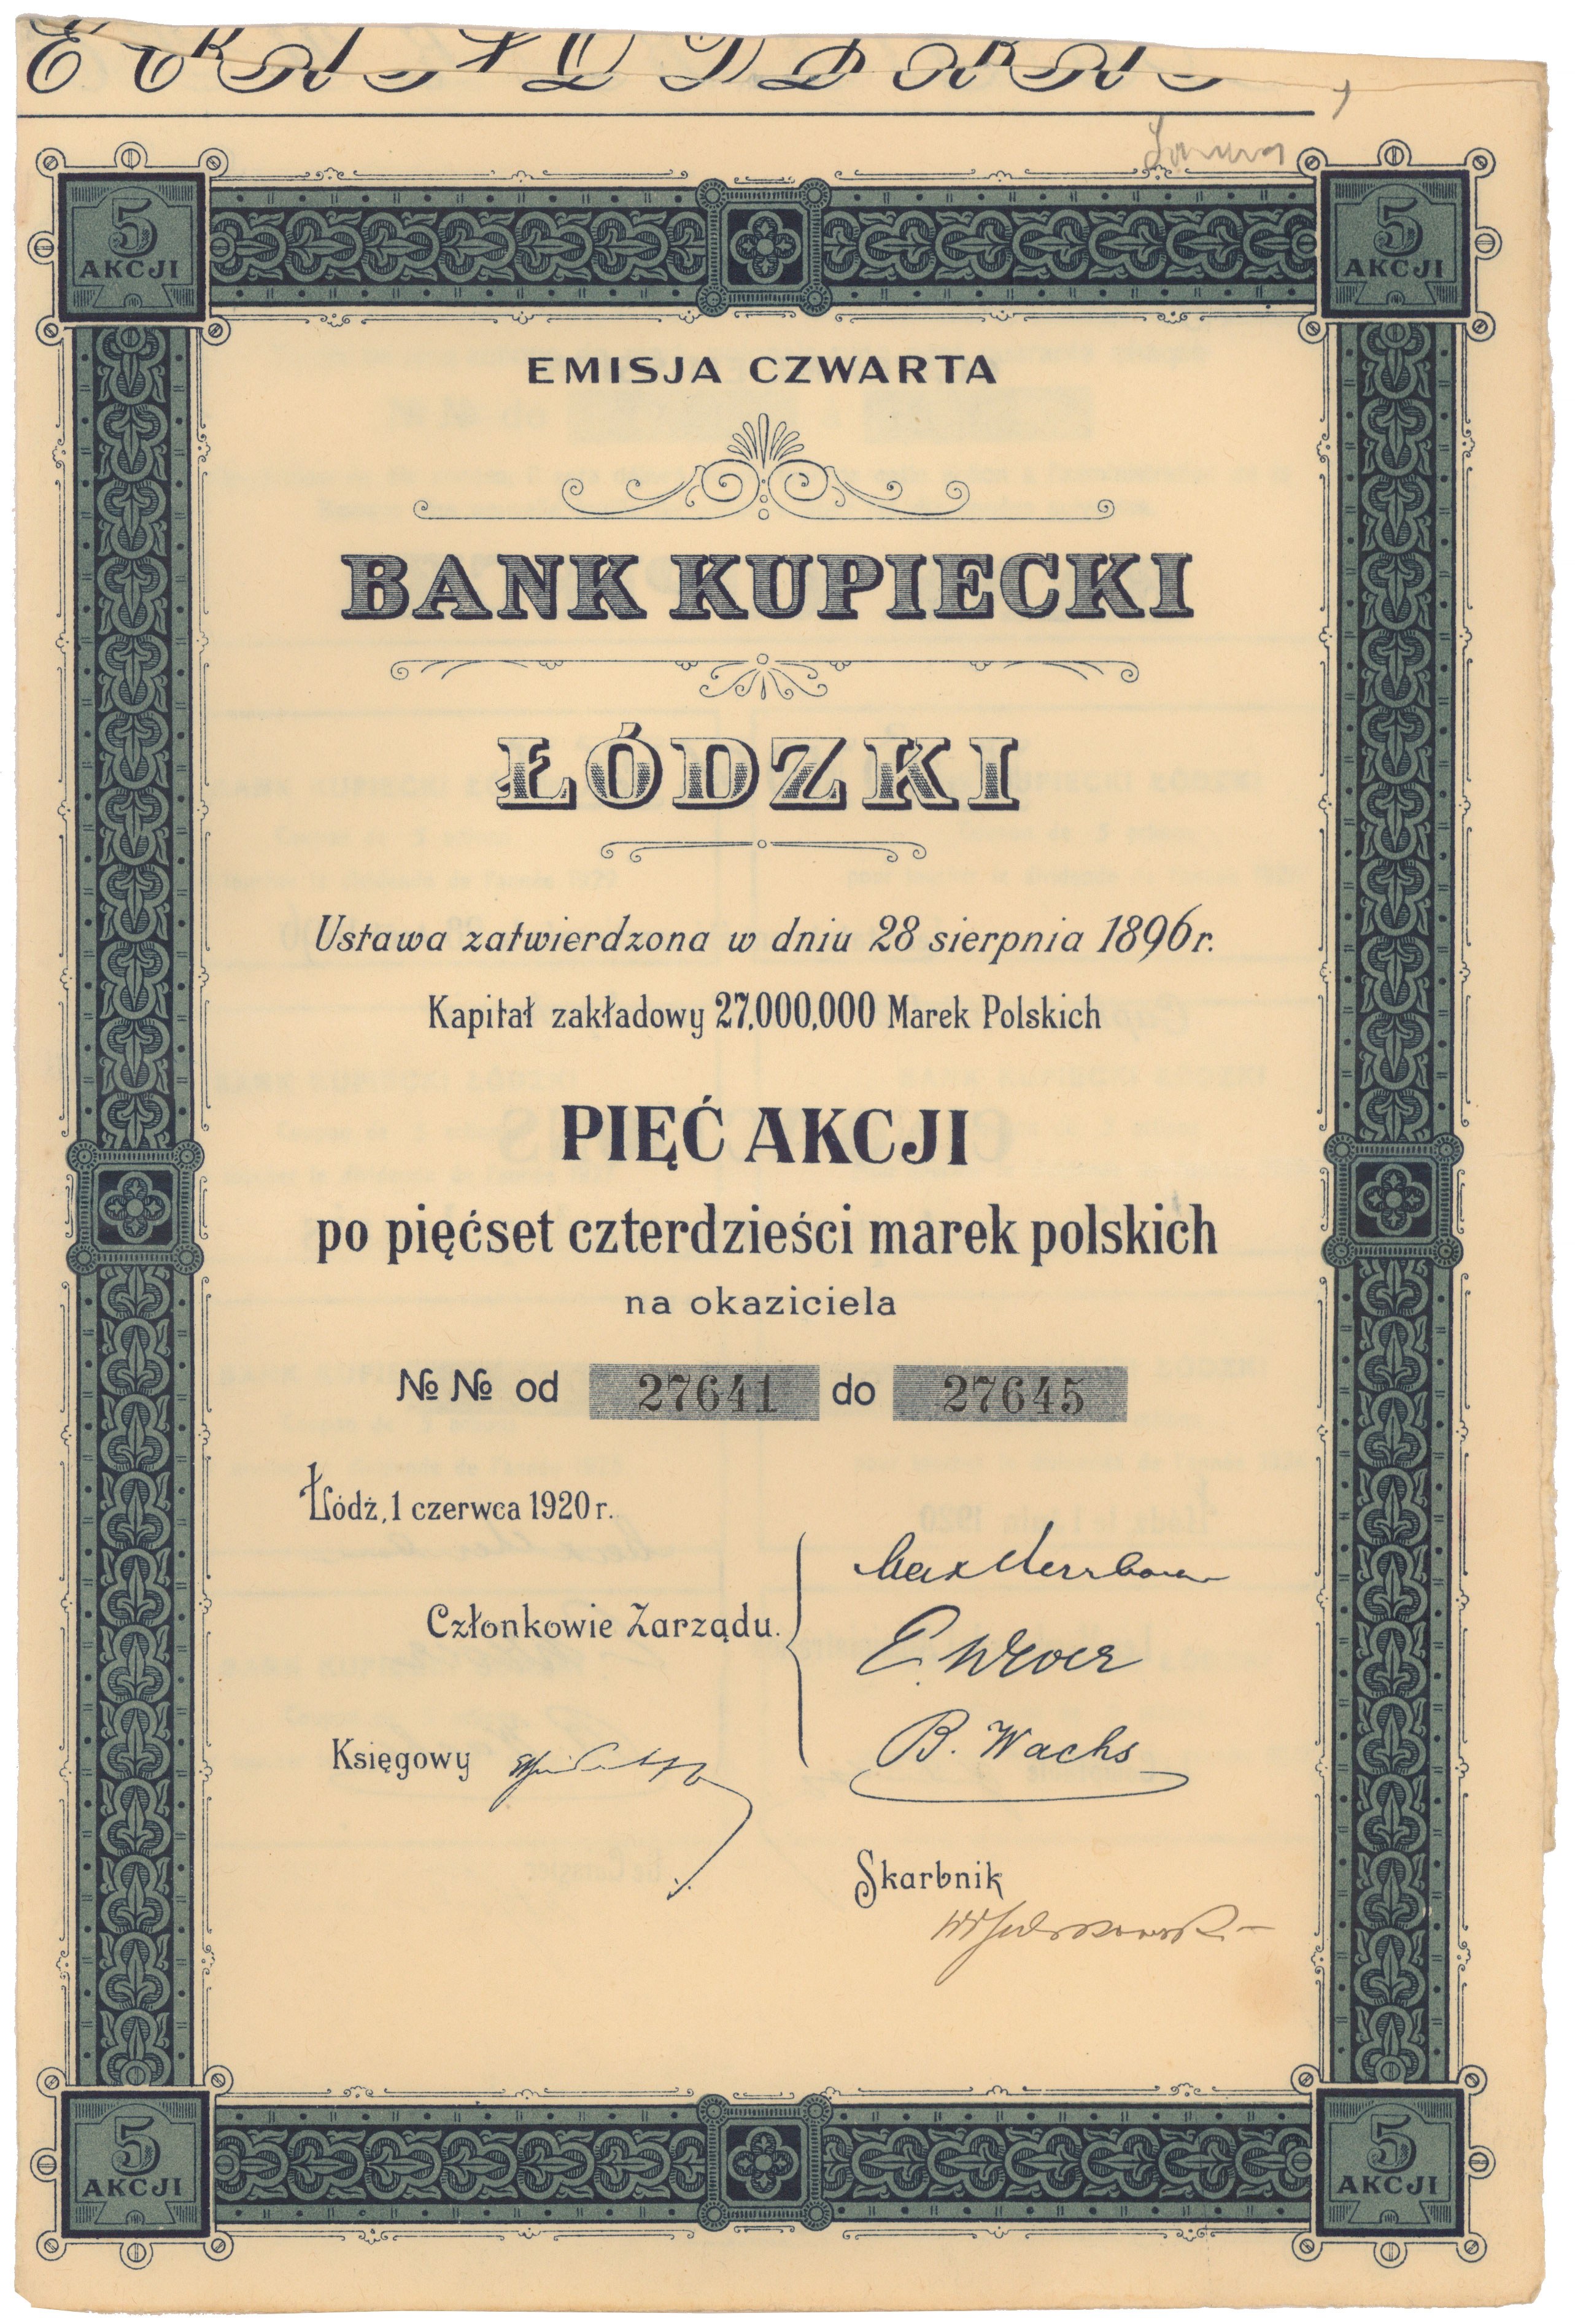 5
AKCJI
5
AKCJI
EMISJA CZWARTA
BANK KUPIECKI
ŁÓDZKI
Ustawa zatwierdzona w dniu 28 sierpnia 1896 r.
Kapitał zakładowy 27,000,000 Marek Polskich
PIĘĆ AKCJI
po pięćset czterdzieści marek polskich
na okaziciela
№ № od 27641 do 27645
Łódź, 1 czerwca 1920 r.
Członkowie Zarządu.
B. Wachs
Księgowy
Skarbnik
5
AKCJI
5
AKCJI